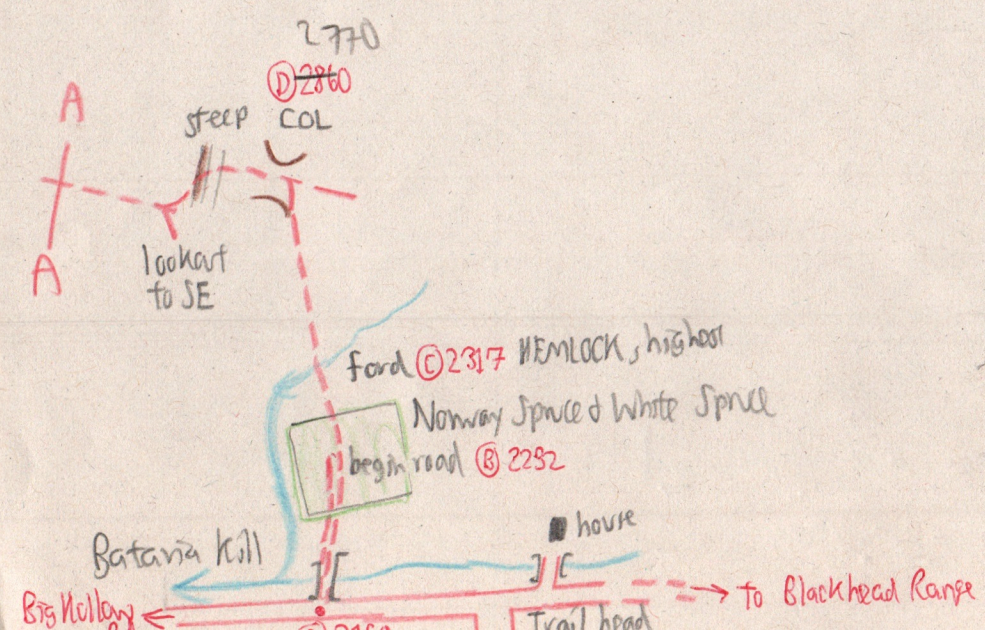 2770
Ⓓ 2860
A
steep COL
lookout
to SE
A
ford Ⓒ 2317 HEMLOCK, highest
Norway Spruce & White Spruce
begin road Ⓑ 2292
house
Batavia Kill
to Blackhead Range
Big Hollow
Trail head